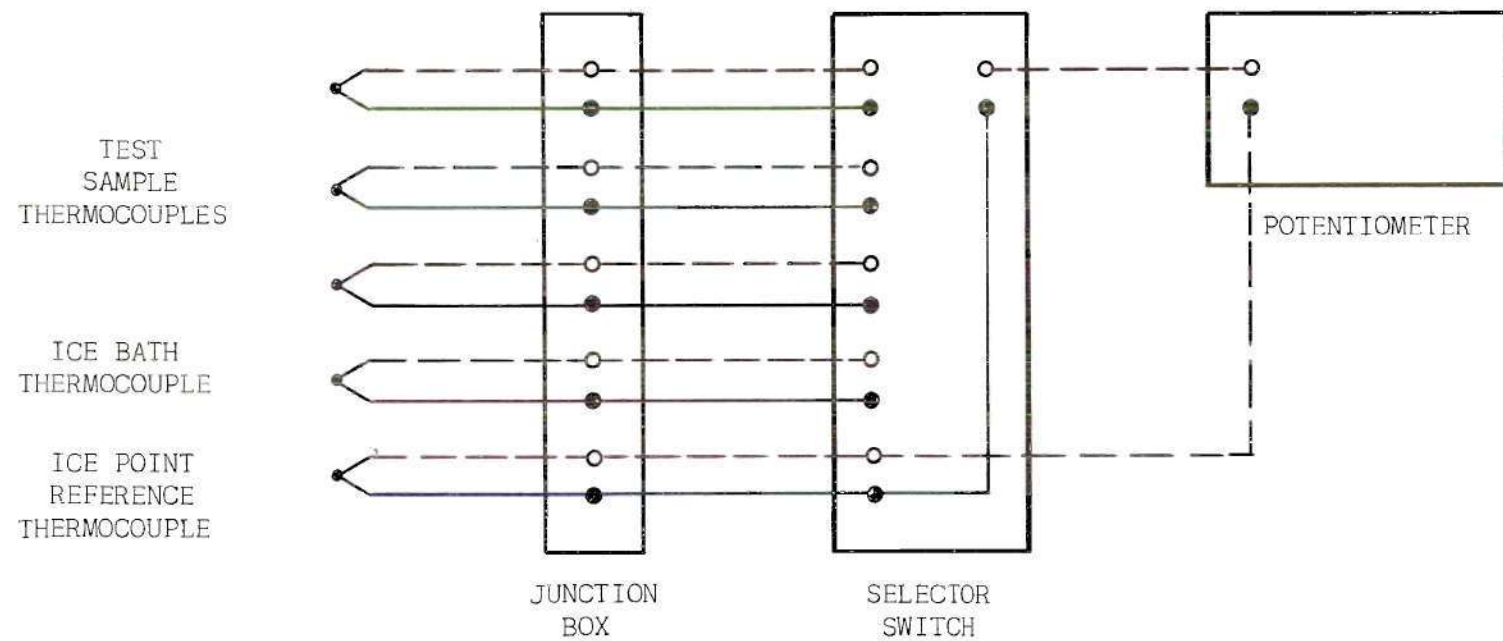 TEST
SAMPLE
THERMOCOUPLES
POTENTIOMETER
ICE BATH
THERMOCOUPLE
ICE POINT
REFERENCE
THERMOCOUPLE
JUNCTION
BOX
SELECTOR
SWITCH